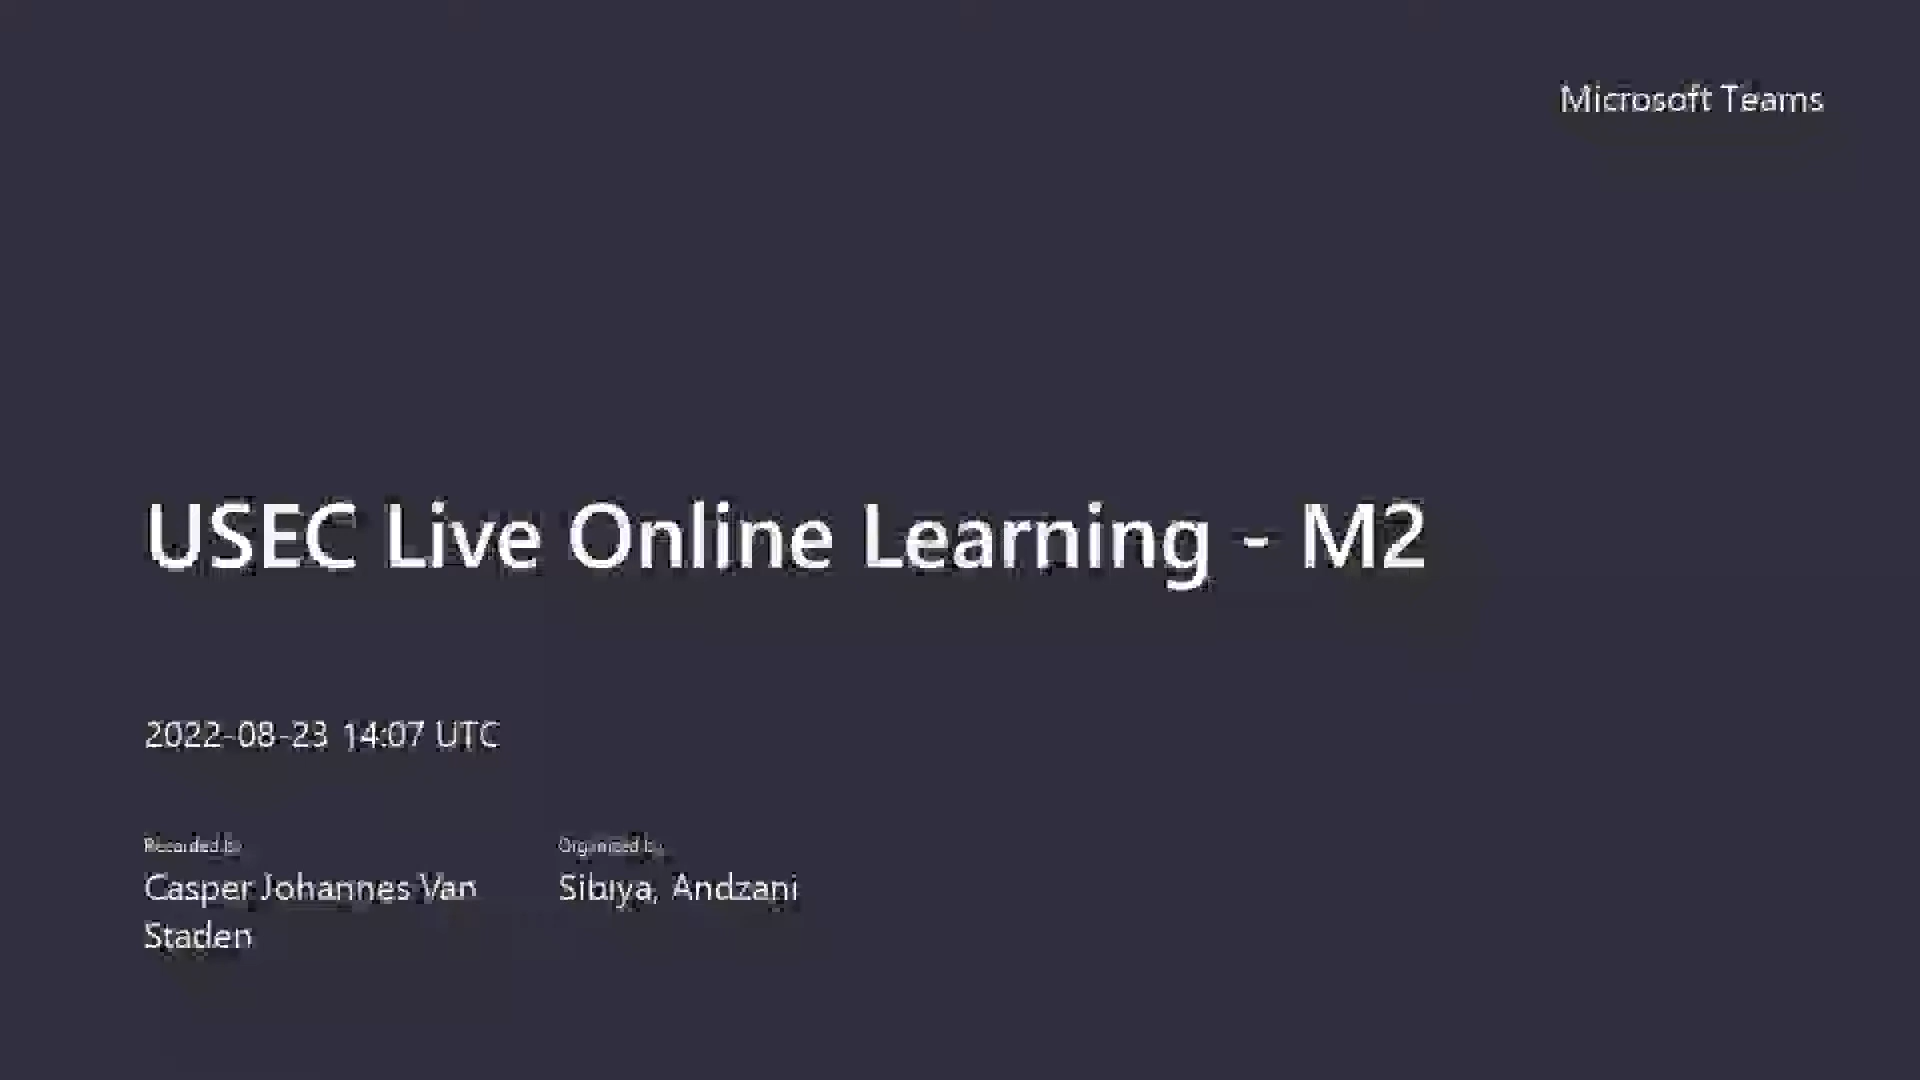 Microsoft Teams
USEC Live Online Learning - M2
2022-08-23 14:07 UTC
Recorded by
Organized by
Casper Johannes Van
Sibiya, Andzani
Staden